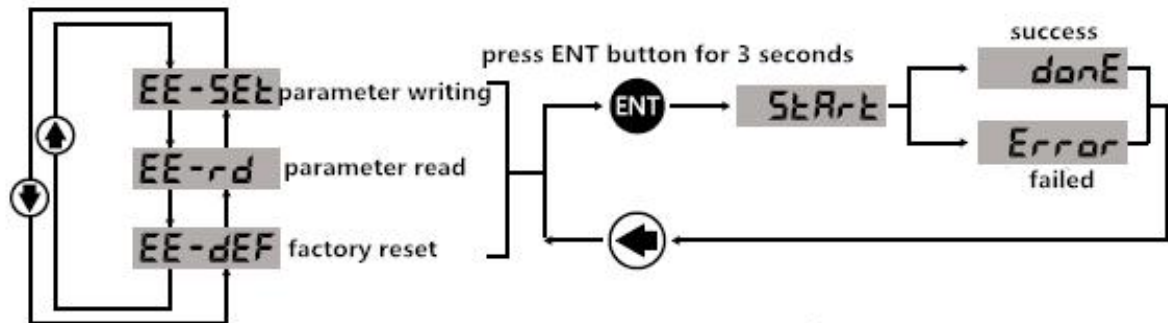 success
press ENT button for 3 seconds
donE
EE-SEt parameter writing
ENT
StArt
Error
EE-rd parameter read
failed
EE-dEF factory reset